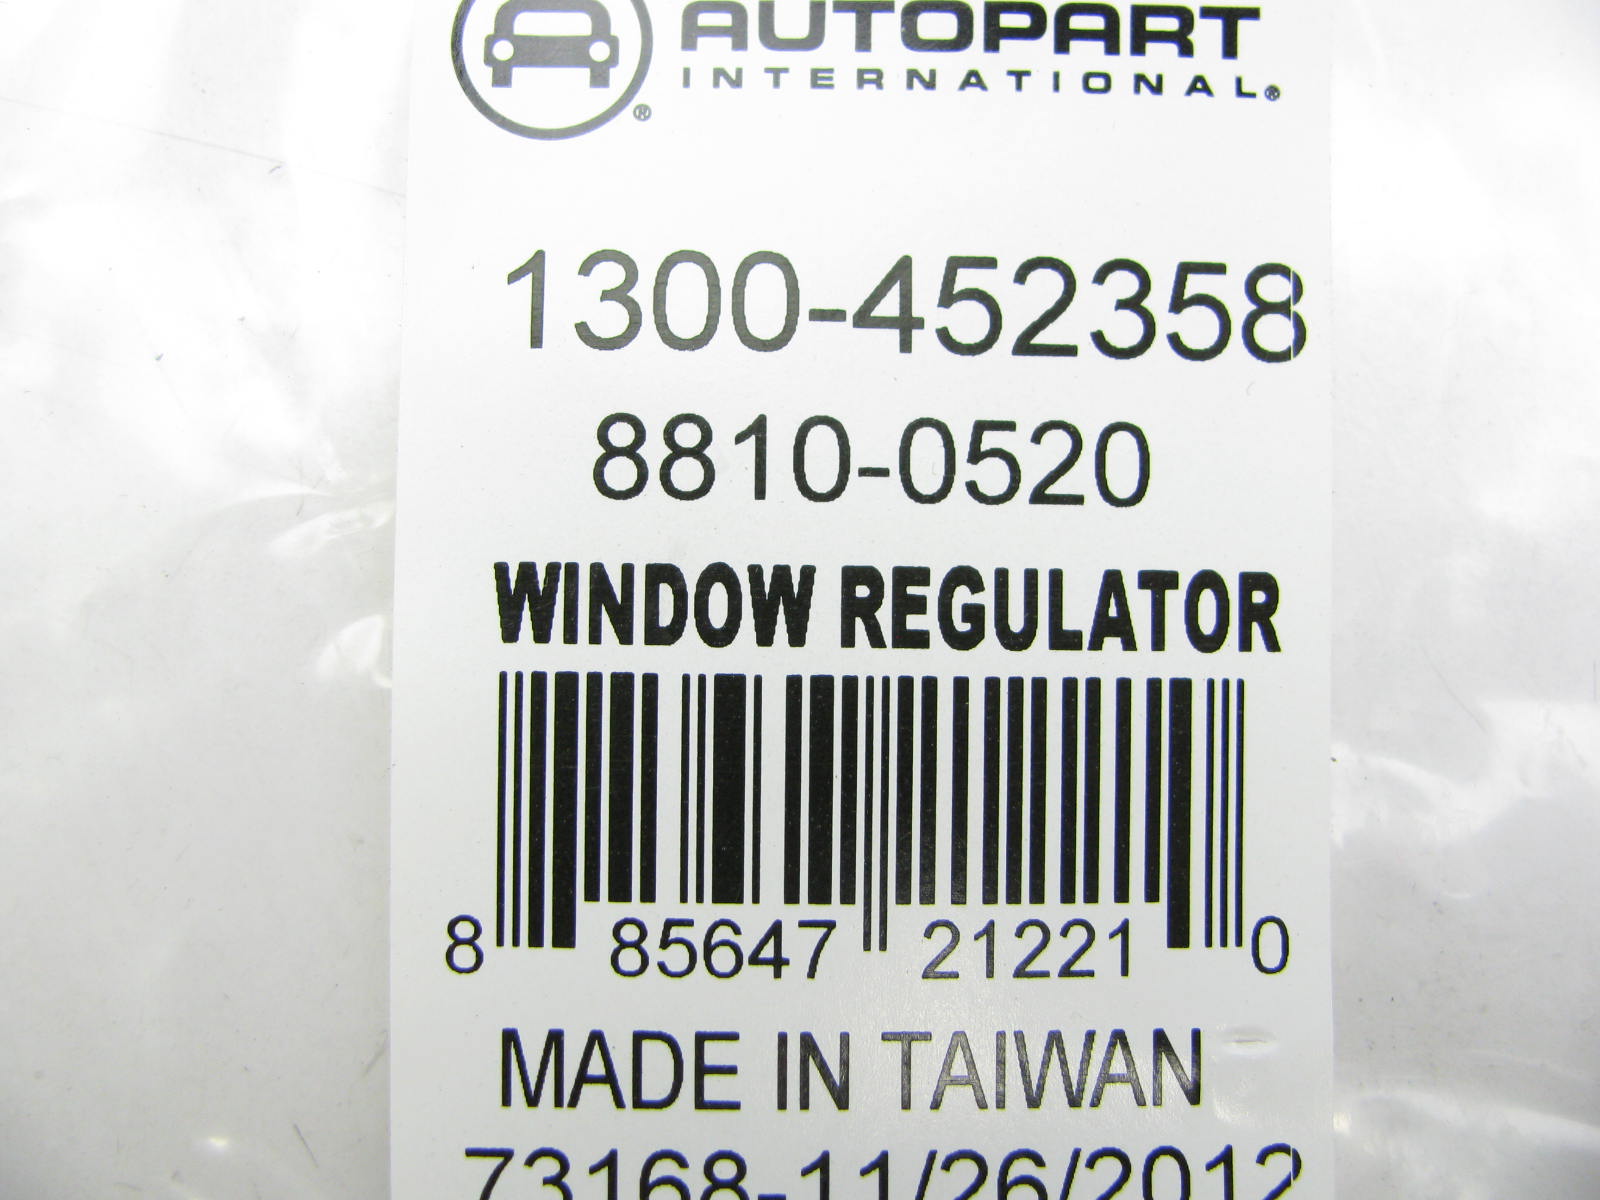 AUTOPART
INTERNATIONAL®
®
1300-452358
8810-0520
WINDOW REGULATOR
8 85647 21221 0
MADE IN TAIWAN
73168-11/26/2012